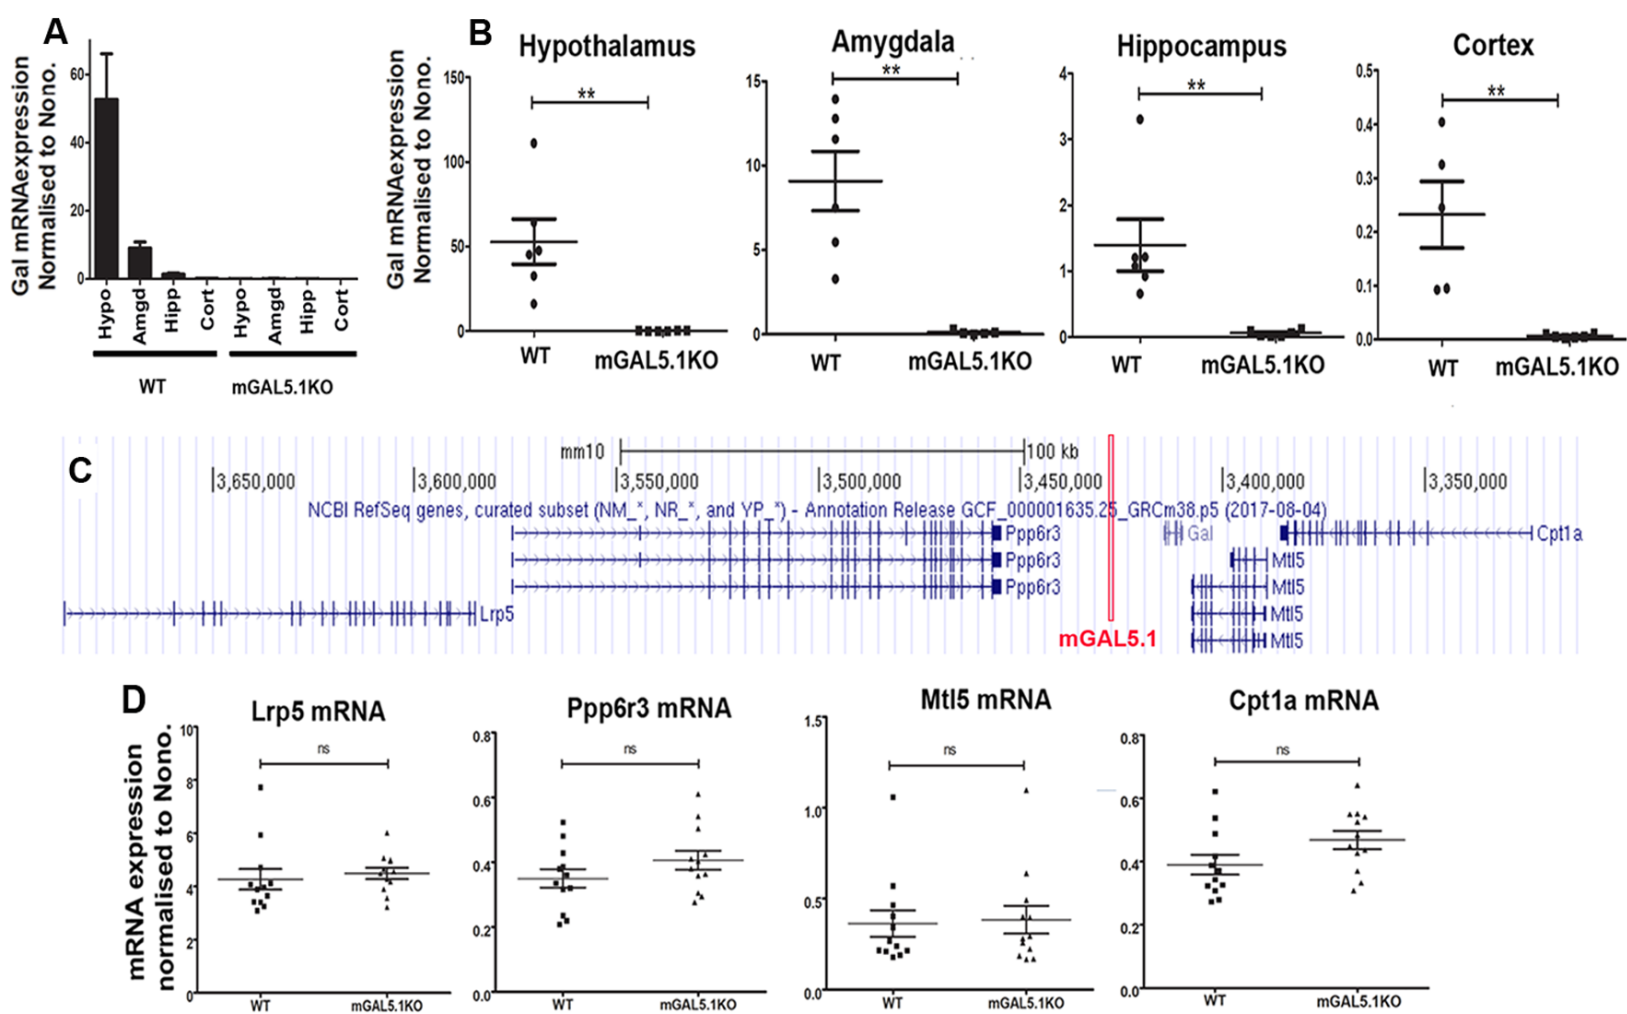 A
Gal mRNAexpression
Normalised to Nono.
60
40
20
0
Hypo
Amgd
Hipp
Cort
Hypo
Amgd
Hipp
Cort
WT
mGAL5.1KO
B
Gal mRNAexpression
Normalised to Nono.
Hypothalamus
150
100
50
0
**
WT
mGAL5.1KO
Amygdala
15
10
5
0
**
WT
mGAL5.1KO
Hippocampus
4
3
2
1
0
**
WT
mGAL5.1KO
Cortex
0.5
0.4
0.3
0.2
0.1
0.0
**
WT
mGAL5.1KO
C
mm10
100 kb
|3,650,000 |3,600,000 |3,550,000 |3,500,000 |3,450,000 |3,400,000 |3,350,000
NCBI RefSeq genes, curated subset (NM_*, NR_*, and YP_*) - Annotation Release GCF_000001635.25_GRCm38.p5 (2017-08-04)
Ppp6r3
Gal
Cpt1a
Ppp6r3
Mtl5
Ppp6r3
Mtl5
Lrp5
Mtl5
mGAL5.1
Mtl5
D
mRNA expression
normalised to Nono.
Lrp5 mRNA
10
8
6
4
2
0
ns
WT
mGAL5.1KO
Ppp6r3 mRNA
0.8
0.6
0.4
0.2
0.0
ns
WT
mGAL5.1KO
Mtl5 mRNA
1.5
1.0
0.5
0.0
ns
WT
mGAL5.1KO
Cpt1a mRNA
0.8
0.6
0.4
0.2
0.0
ns
WT
mGAL5.1KO